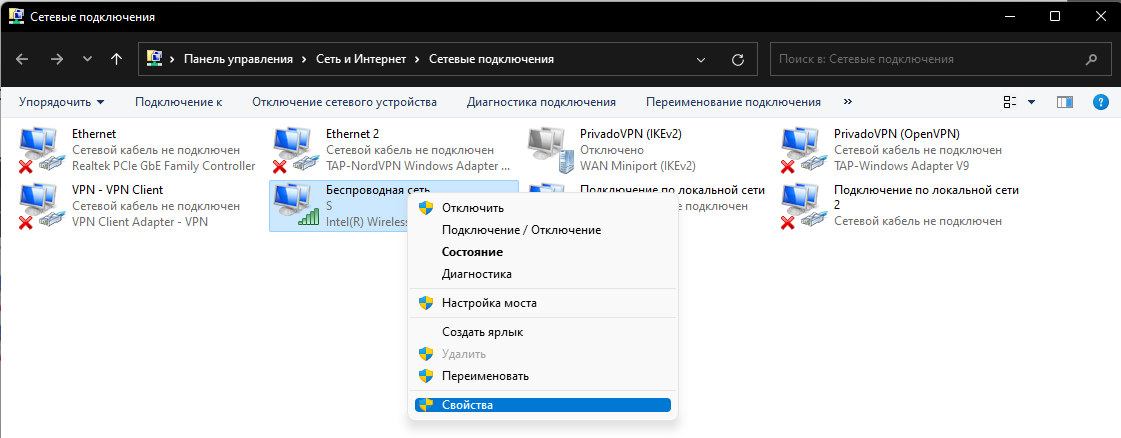 Сетевые подключения
Панель управления > Сеть и Интернет > Сетевые подключения
Поиск в: Сетевые подключения
Упорядочить Подключение к Отключение сетевого устройства Диагностика подключения Переименование подключения »
Ethernet
Сетевой кабель не подключен
Realtek PCIe GbE Family Controller
Ethernet 2
Сетевой кабель не подключен
TAP-NordVPN Windows Adapter ...
PrivadoVPN (IKEv2)
Отключено
WAN Miniport (IKEv2)
PrivadoVPN (OpenVPN)
Сетевой кабель не подключен
TAP-Windows Adapter V9
VPN - VPN Client
Сетевой кабель не подключен
VPN Client Adapter - VPN
Беспроводная сеть
S
Intel(R) Wireless
Подключение по локальной сети
не подключен
Подключение по локальной сети
2
Сетевой кабель не подключен
Отключить
Подключение / Отключение
Состояние
Диагностика
Настройка моста
Создать ярлык
Удалить
Переименовать
Свойства